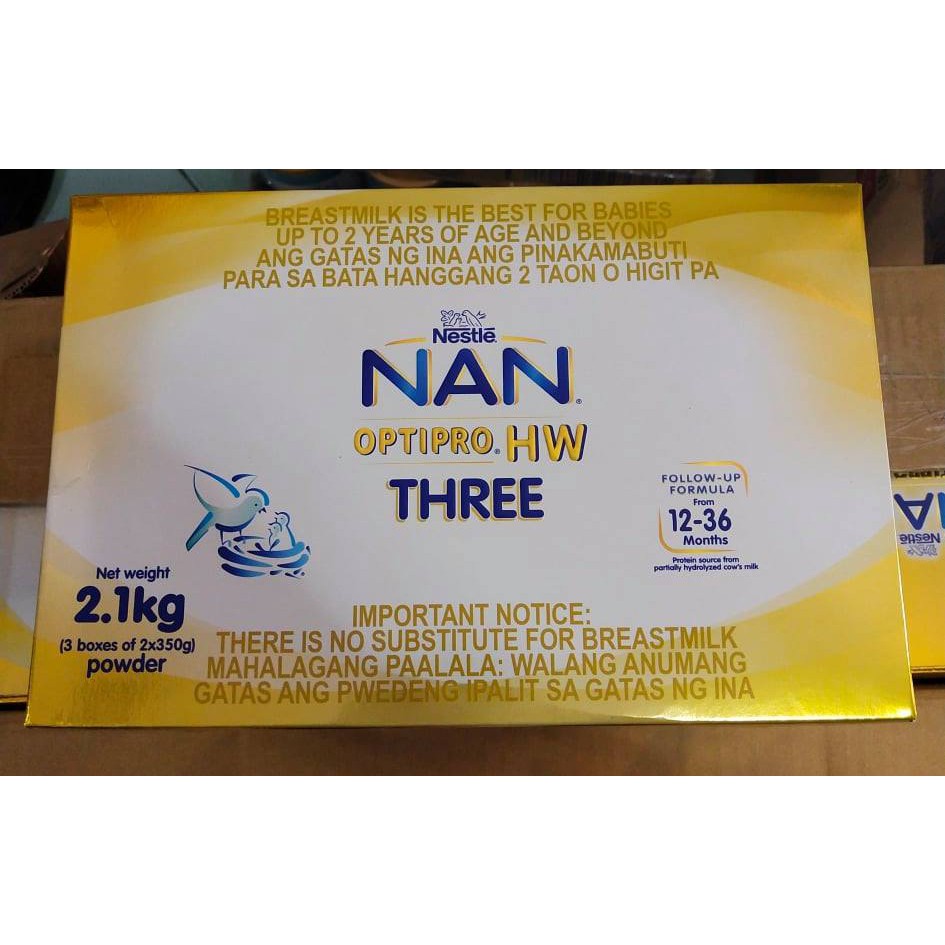 BREASTMILK IS THE BEST FOR BABIES
UP TO 2 YEARS OF AGE AND BEYOND
ANG GATAS NG INA ANG PINAKAMABUTI
PARA SA BATA HANGGANG 2 TAON O HIGIT PA
Nestlé
NAN®
OPTIPRO® HW
THREE
FOLLOW-UP
FORMULA
From
12-36
Months
Protein source from
partially hydrolyzed cow's milk
Net weight
2.1kg
(3 boxes of 2x350g)
powder
IMPORTANT NOTICE:
THERE IS NO SUBSTITUTE FOR BREASTMILK
MAHALAGANG PAALALA: WALANG ANUMANG
GATAS ANG PWEDENG IPALIT SA GATAS NG INA
Nestlé